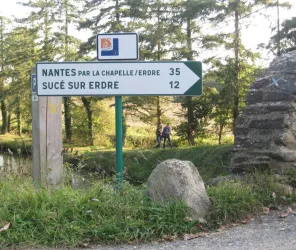 NANTES PAR LA CHAPELLE/ERDRE 35
SUCÉ SUR ERDRE 12